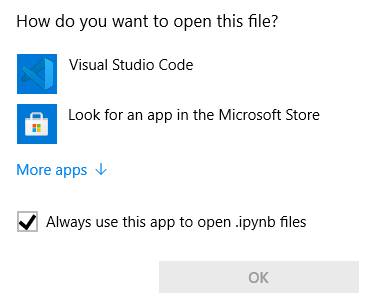 How do you want to open this file?
Visual Studio Code
Look for an app in the Microsoft Store
More apps ↓
Always use this app to open .ipynb files
OK